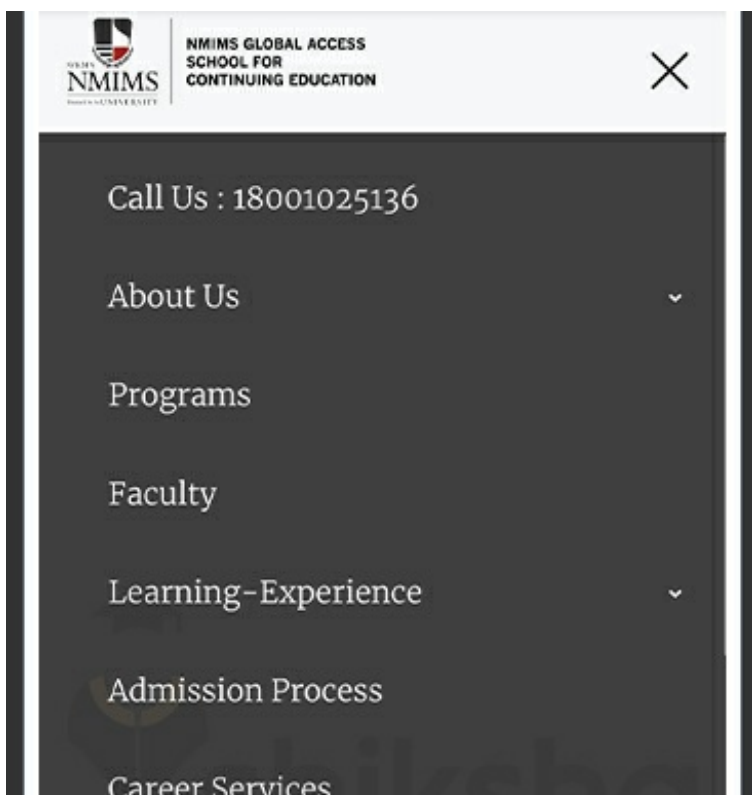 NMIMS GLOBAL ACCESS
SCHOOL FOR
CONTINUING EDUCATION
NMIMS
Call Us : 18001025136
About Us
Programs
Faculty
Learning-Experience
Admission Process
shiksha
Career Services